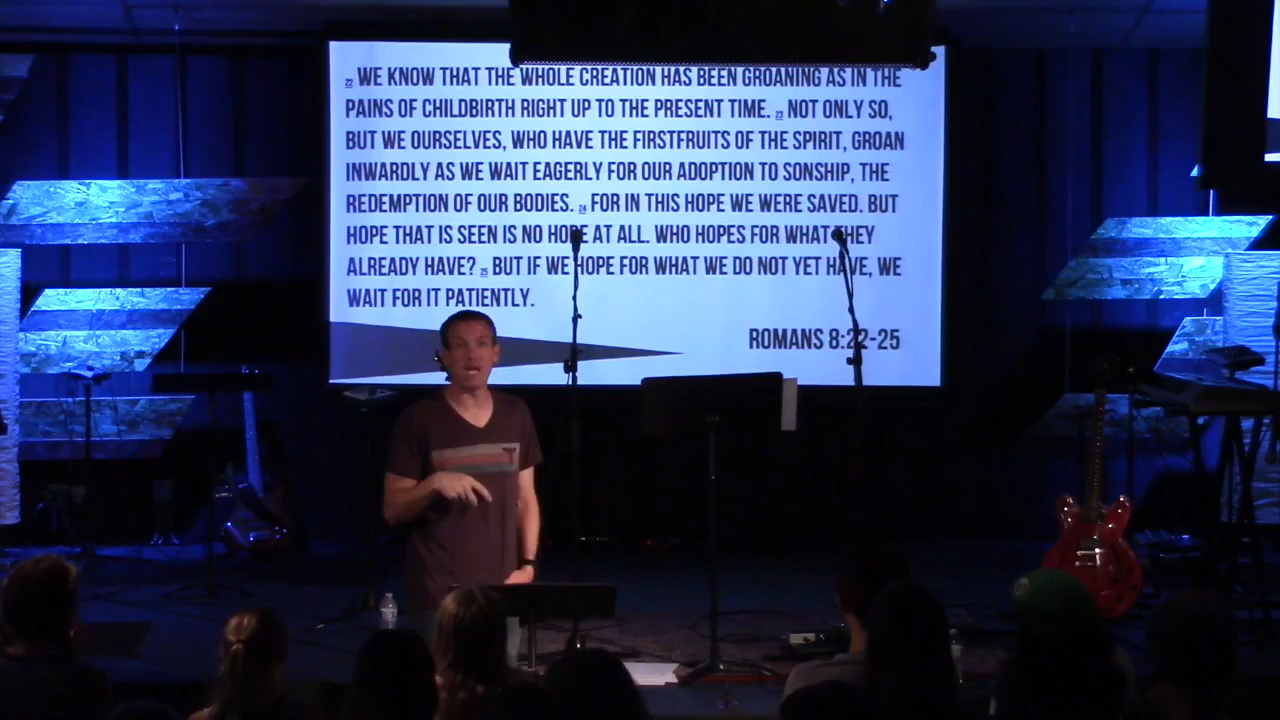 22 WE KNOW THAT THE WHOLE CREATION HAS BEEN GROANING AS IN THE
PAINS OF CHILDBIRTH RIGHT UP TO THE PRESENT TIME. 23 NOT ONLY SO,
BUT WE OURSELVES, WHO HAVE THE FIRSTFRUITS OF THE SPIRIT, GROAN
INWARDLY AS WE WAIT EAGERLY FOR OUR ADOPTION TO SONSHIP, THE
REDEMPTION OF OUR BODIES. 24 FOR IN THIS HOPE WE WERE SAVED. BUT
HOPE THAT IS SEEN IS NO HOPE AT ALL. WHO HOPES FOR WHAT THEY
ALREADY HAVE? 25 BUT IF WE HOPE FOR WHAT WE DO NOT YET HAVE, WE
WAIT FOR IT PATIENTLY.
ROMANS 8:22-25